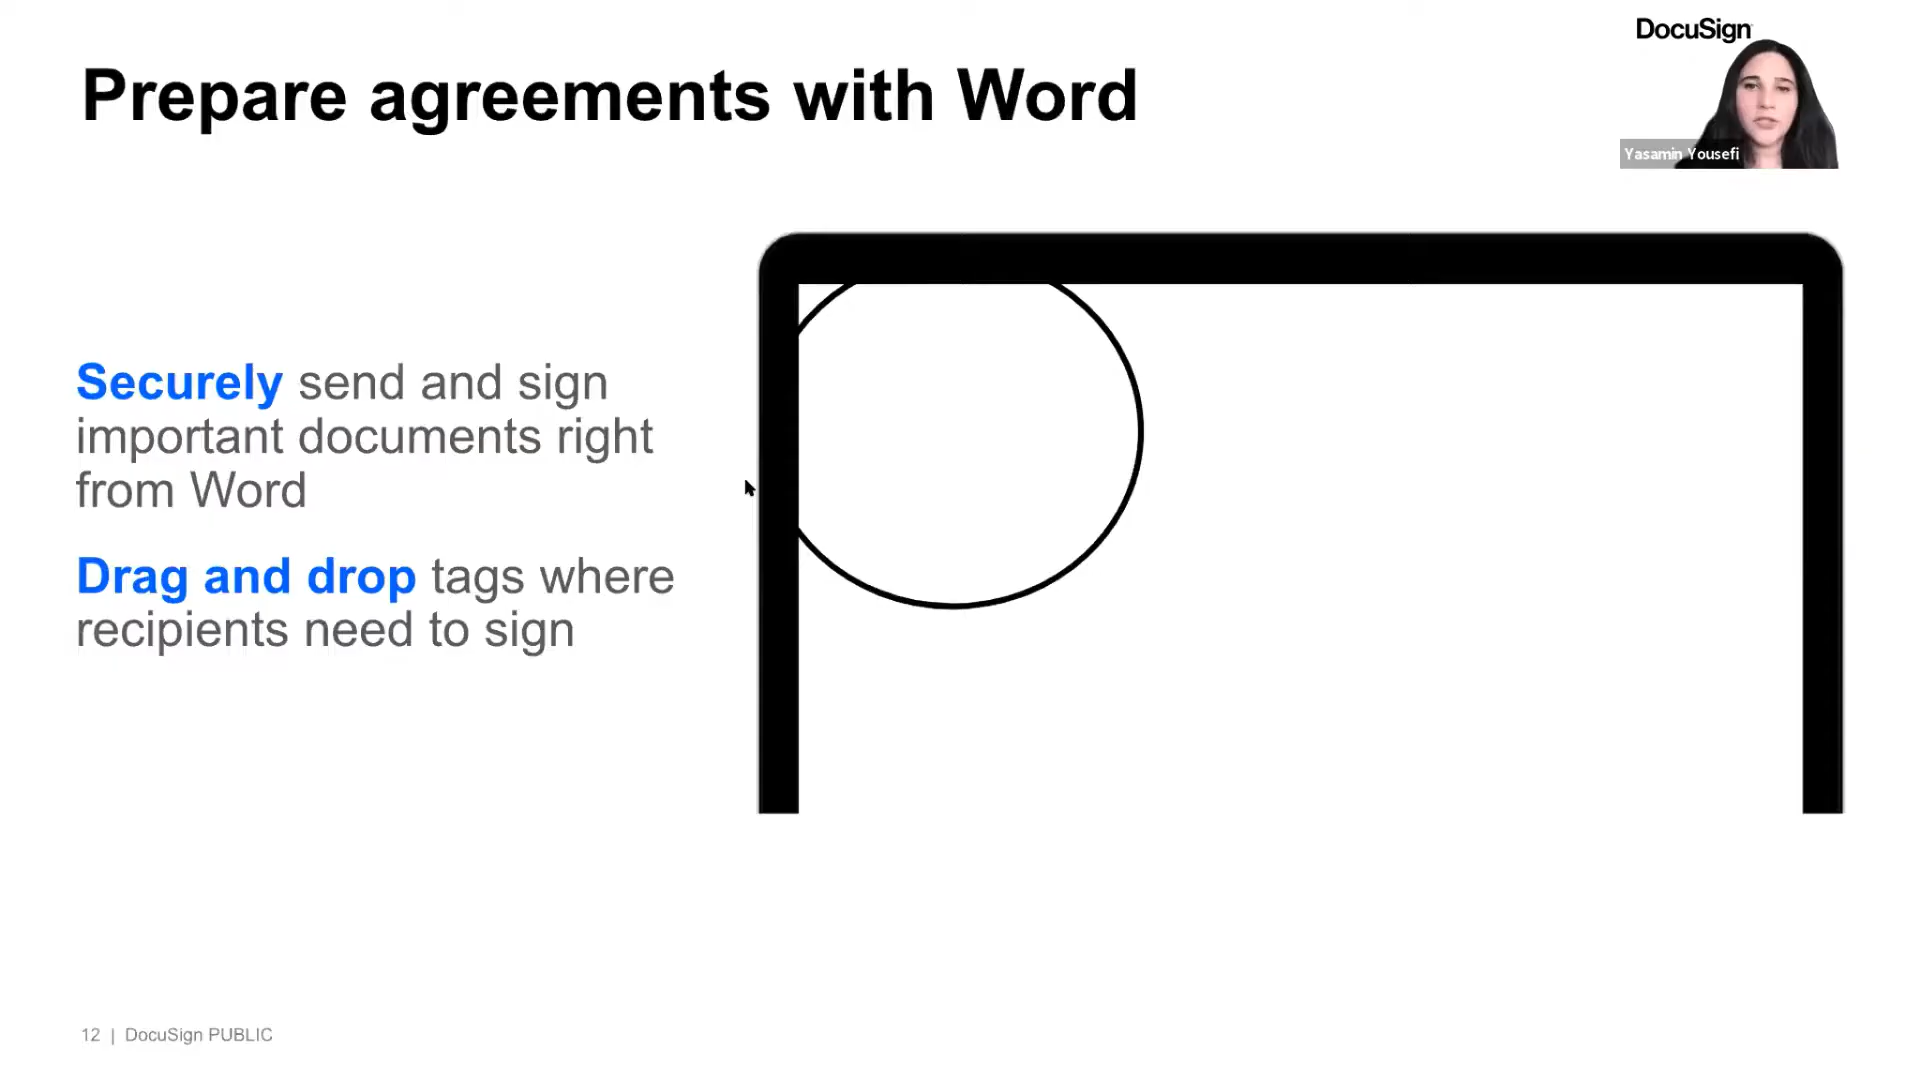 Prepare agreements with Word
DocuSign
Yasamin Yousefi
Securely send and sign
important documents right
from Word
Drag and drop tags where
recipients need to sign
12 | DocuSign PUBLIC